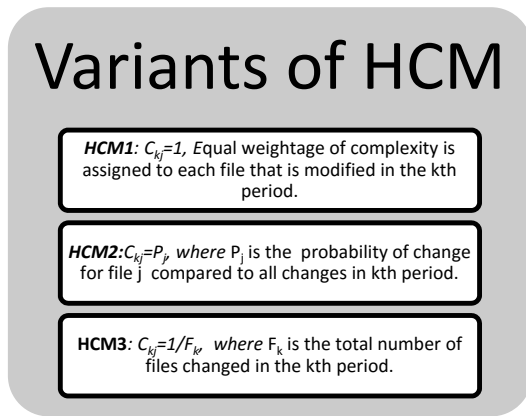 Variants of HCM
HCM1: Ckj=1, Equal weightage of complexity is
assigned to each file that is modified in the kth
period.
HCM2:Ckj=Pj, where Pj is the probability of change
for file j compared to all changes in kth period.
HCM3: Ckj=1/Fk, where Fk is the total number of
files changed in the kth period.